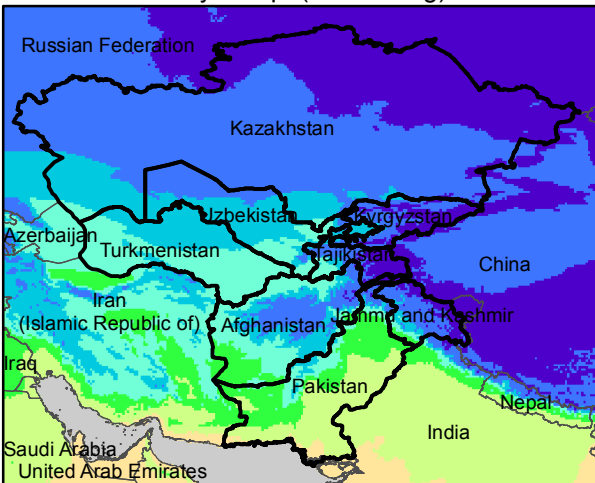 Russian Federation
Kazakhstan
Izbekistan
Kyrgyzstan
Azerbaijan
Turkmenistan
Tajikistan
China
Iran
(Islamic Republic of)
Afghanistan
Jammu and Kashmir
Iraq
Pakistan
Nepal
India
Saudi Arabia
United Arab Emirates